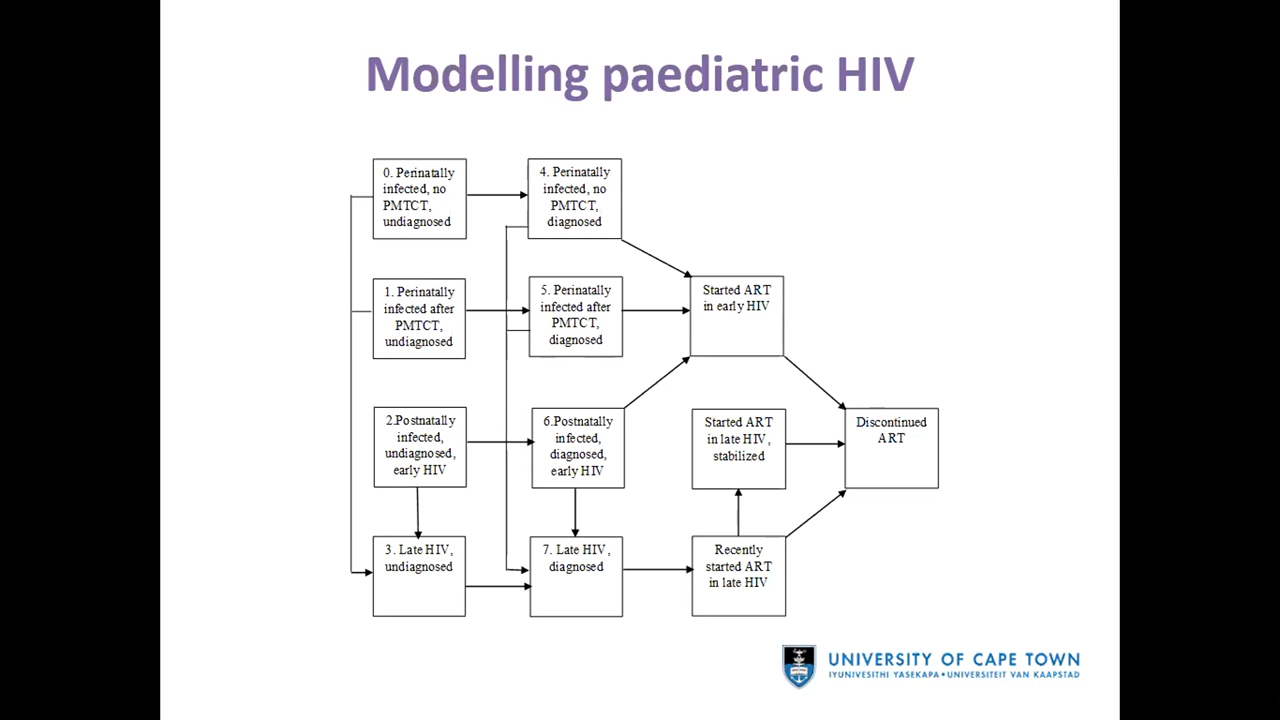 Modelling paediatric HIV
0. Perinatally
infected, no
PMTCT,
undiagnosed
4. Perinatally
infected, no
PMTCT,
diagnosed
1. Perinatally
infected after
PMTCT,
undiagnosed
5. Perinatally
infected after
PMTCT,
diagnosed
Started ART
in early HIV
2.Postnatally
infected,
undiagnosed,
early HIV
6.Postnatally
infected,
diagnosed,
early HIV
Started ART
in late HIV,
stabilized
Discontinued
ART
3. Late HIV,
undiagnosed
7. Late HIV,
diagnosed
Recently
started ART
in late HIV
UNIVERSITY OF CAPE TOWN
IYUNIVESITHI YASEKAPA • UNIVERSITEIT VAN KAAPSTAD